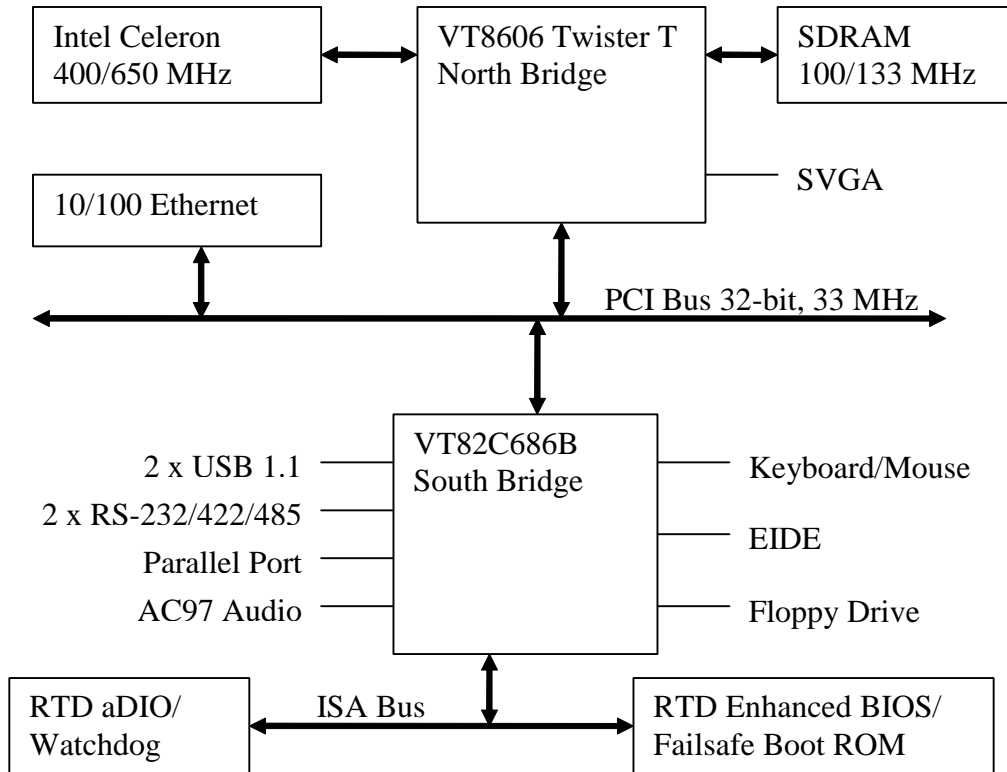 Intel Celeron
400/650 MHz
VT8606 Twister T
North Bridge
SDRAM
100/133 MHz
SVGA
10/100 Ethernet
PCI Bus 32-bit, 33 MHz
VT82C686B
South Bridge
2 x USB 1.1
2 x RS-232/422/485
Parallel Port
AC97 Audio
Keyboard/Mouse
EIDE
Floppy Drive
RTD aDIO/
Watchdog
ISA Bus
RTD Enhanced BIOS/
Failsafe Boot ROM